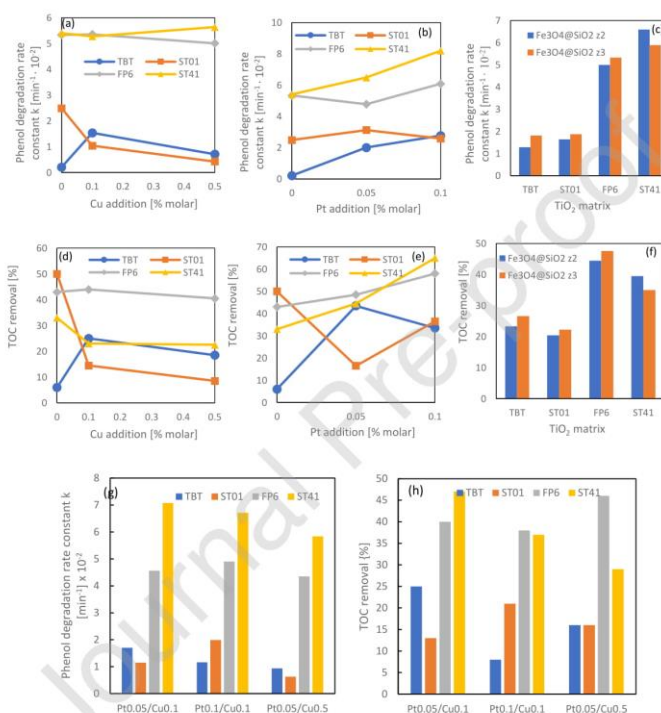 (a)
TBT ST01
FP6 ST41
Phenol degradation rate
constant k [min⁻¹ · 10⁻²]
6
5
4
3
2
1
0
0 0.1 0.2 0.3 0.4 0.5
Cu addition [% molar]
(b)
TBT ST01
FP6 ST41
Phenol degradation rate
constant k [min⁻¹ · 10⁻²]
10
8
6
4
2
0
0 0.05 0.1
Pt addition [% molar]
(c)
Fe3O4@SiO2 z2
Fe3O4@SiO2 z3
Phenol degradation rate
constant k [min⁻¹ · 10⁻²]
7
6
5
4
3
2
1
0
TBT ST01 FP6 ST41
TiO₂ matrix
(d)
TBT ST01
FP6 ST41
TOC removal [%]
60
50
40
30
20
10
0
0 0.1 0.2 0.3 0.4 0.5
Cu addition [% molar]
(e)
TBT ST01
FP6 ST41
TOC removal [%]
70
60
50
40
30
20
10
0
0 0.05 0.1
Pt addition [% molar]
(f)
Fe3O4@SiO2 z2
Fe3O4@SiO2 z3
TOC removal [%]
50
40
30
20
10
0
TBT ST01 FP6 ST41
TiO₂ matrix
(g)
TBT ST01 FP6 ST41
Phenol degradation rate constant k
[min⁻¹] x 10⁻²
8
7
6
5
4
3
2
1
0
Pt0.05/Cu0.1 Pt0.1/Cu0.1 Pt0.05/Cu0.5
(h)
TBT ST01 FP6 ST41
TOC removal [%]
50
45
40
35
30
25
20
15
10
5
0
Pt0.05/Cu0.1 Pt0.1/Cu0.1 Pt0.05/Cu0.5
Journal Pre-proof